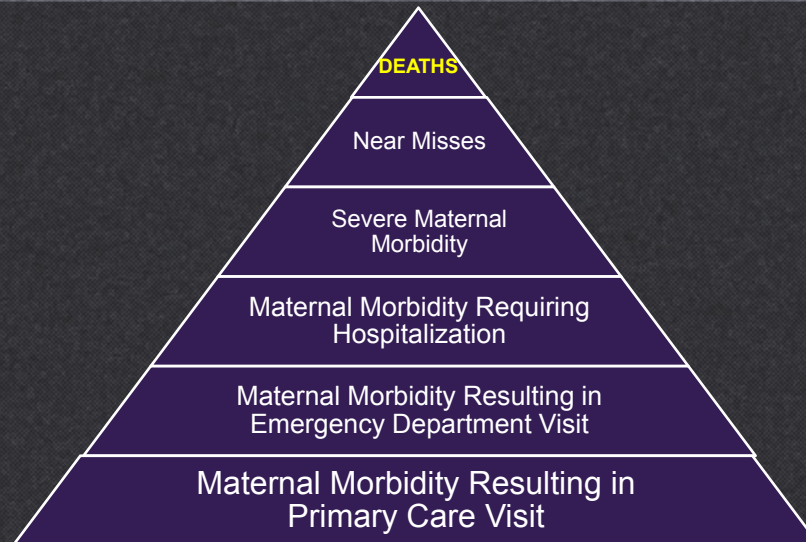 DEATHS
Near Misses
Severe Maternal
Morbidity
Maternal Morbidity Requiring
Hospitalization
Maternal Morbidity Resulting in
Emergency Department Visit
Maternal Morbidity Resulting in
Primary Care Visit